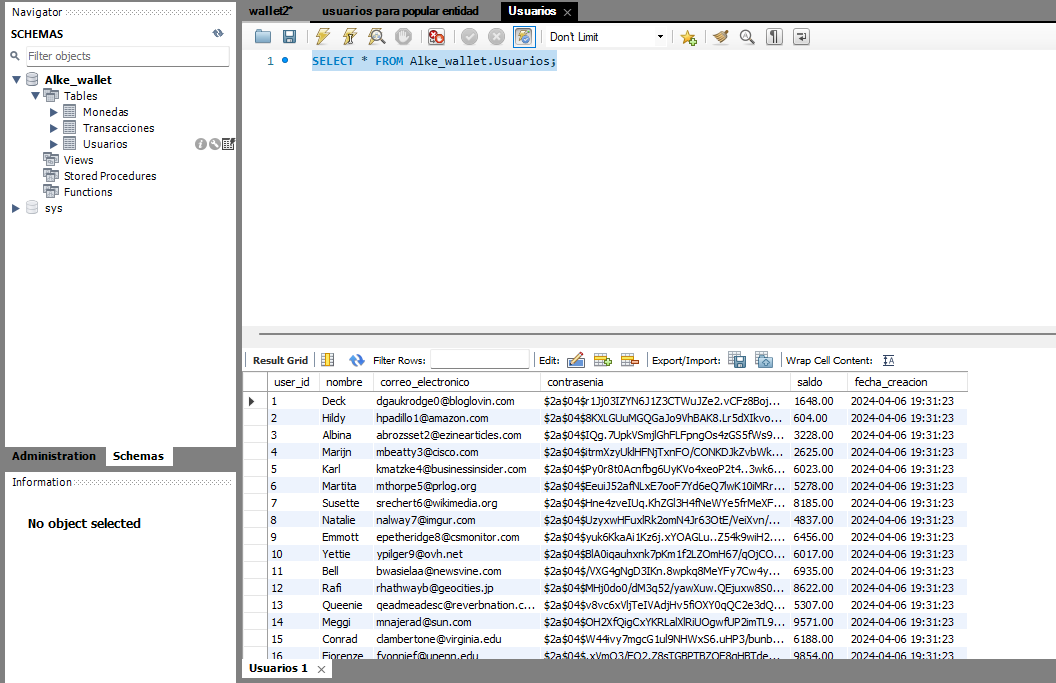 Navigator
SCHEMAS
Filter objects
Alke_wallet
Tables
Monedas
Transacciones
Usuarios
Views
Stored Procedures
Functions
sys
Administration Schemas
Information
No object selected
wallet2* usuarios para popular entidad Usuarios
Don't Limit
1 SELECT * FROM Alke_wallet.Usuarios;
Result Grid Filter Rows: Edit: Export/Import: Wrap Cell Content:
user_id nombre correo_electronico contrasenia saldo fecha_creacion
1 Deck dgaukrodge0@bloglovin.com $2a$04$r1Jj03IZYN6J1Z3CTWuJZe2.vCFz8Boj... 1648.00 2024-04-06 19:31:23
2 Hildy hpadillo1@amazon.com $2a$04$8KXLGUuMGQGaJo9VhBAK8.Lr5dXIkvo... 604.00 2024-04-06 19:31:23
3 Albina abrozsset2@ezinearticles.com $2a$04$IQg.7UpkVSmjlGhFLFpngOs4zGS5fWs9... 3228.00 2024-04-06 19:31:23
4 Marijn mbeatty3@cisco.com $2a$04$itrmXzyUklHFNjTxnFO/CONKDJkZvbWk... 2625.00 2024-04-06 19:31:23
5 Karl kmatzke4@businessinsider.com $2a$04$Py0r8t0Acnfbg6UyKVo4xeoP2t4..3wk6... 6023.00 2024-04-06 19:31:23
6 Martita mthorpe5@prlog.org $2a$04$EeuiJ52afNLxE7ooF7Yd6eQ7lwK10iMRr... 5278.00 2024-04-06 19:31:23
7 Susette srechert6@wikimedia.org $2a$04$Hne4zveIUq.KhZGl3H4fNeWYe5frMeXF... 8185.00 2024-04-06 19:31:23
8 Natalie nalway7@imgur.com $2a$04$UzyxwHFuxlRk2omN4Jr63OtE/VeiXvn/... 4837.00 2024-04-06 19:31:23
9 Emmott epetheridge8@csmonitor.com $2a$04$yuk6KkaAi1Kz6j.xYOAGLu..Z54k9wiH2.... 6456.00 2024-04-06 19:31:23
10 Yettie ypilger9@ovh.net $2a$04$BlA0iqauhxnk7pKm1f2LZOmH67/qOjCO... 6017.00 2024-04-06 19:31:23
11 Bell bwasielaa@newsvine.com $2a$04$/VXG4gNgD3IKn.8wpkq8MeYFy7Cw4y... 6935.00 2024-04-06 19:31:23
12 Rafi rhathwayb@geocities.jp $2a$04$MHj0do0/dM3q52/yawXuw.QEjuxw8S0... 8622.00 2024-04-06 19:31:23
13 Queenie qeadmeadesc@reverbnation.c... $2a$04$v8vc6xVljTeIVAdjHv5fiOXY0qQC2e3dQ... 5307.00 2024-04-06 19:31:23
14 Meggi mnajerad@sun.com $2a$04$OH2XfQigCxYKRLalXlRiUOgwfUP2imTL9... 9571.00 2024-04-06 19:31:23
15 Conrad clambertone@virginia.edu $2a$04$W44ivy7mgcG1ul9NHWxS6.uHP3/bunb... 6188.00 2024-04-06 19:31:23
16 Fiorenze fvonnief@upenn.edu 9854.00 2024-04-06 19:31:23
Usuarios 1